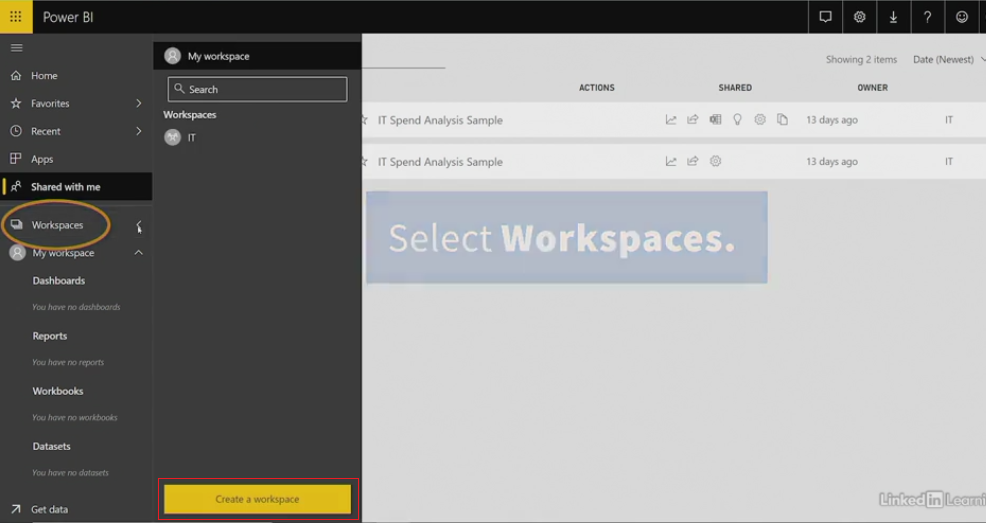 Power BI
Home
Favorites
Recent
Apps
Shared with me
Workspaces
My workspace
Dashboards
You have no dashboards
Reports
You have no reports
Workbooks
You have no workbooks
Datasets
You have no datasets
Get data
My workspace
Search
Workspaces
IT
Create a workspace
Showing 2 items Date (Newest)
ACTIONS SHARED OWNER
IT Spend Analysis Sample 13 days ago IT
IT Spend Analysis Sample 13 days ago IT
Select Workspaces.
Linked in Learni